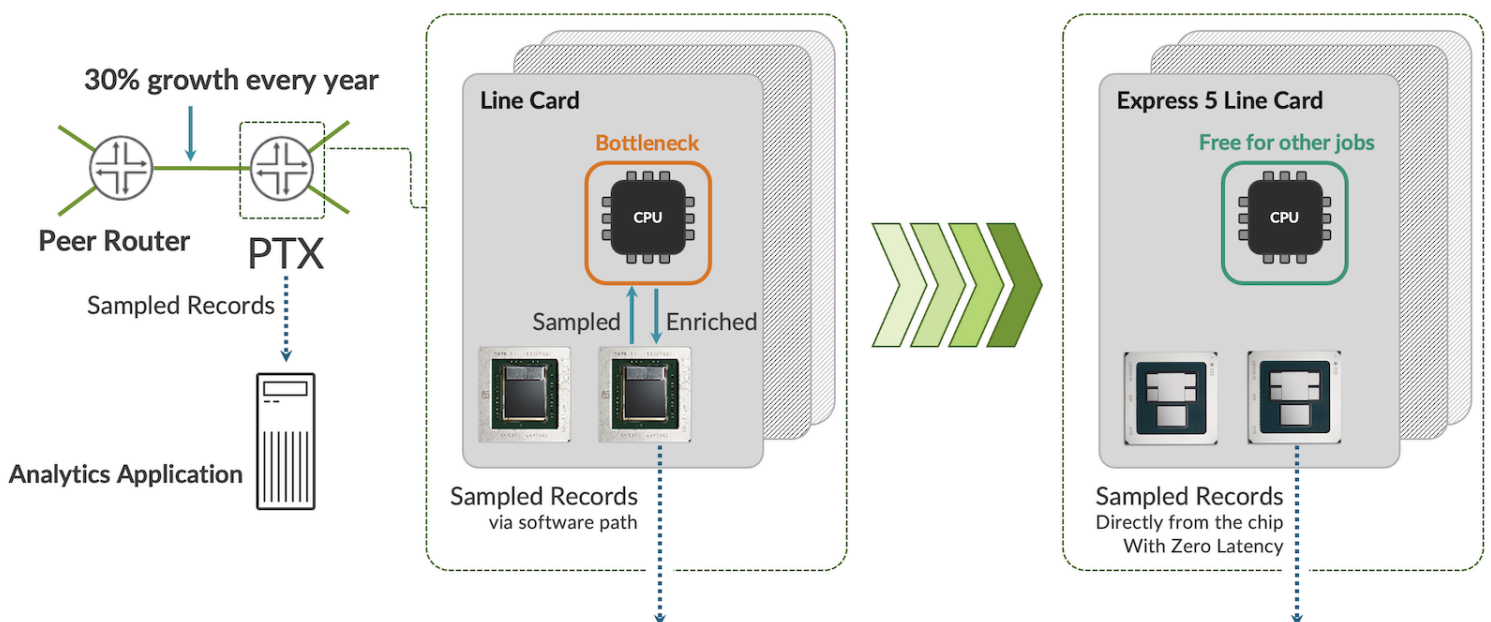 30% growth every year
Peer Router
PTX
Sampled Records
Analytics Application
Line Card
Bottleneck
CPU
Sampled
Enriched
Sampled Records
via software path
Express 5 Line Card
Free for other jobs
CPU
Sampled Records
Directly from the chip
With Zero Latency